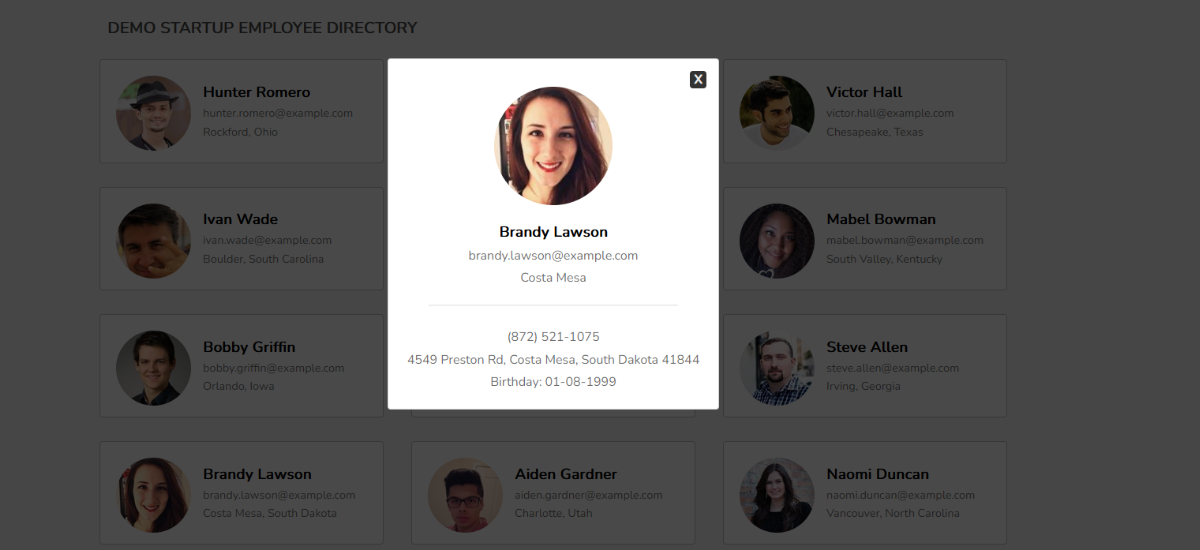 DEMO STARTUP EMPLOYEE DIRECTORY
Hunter Romero
hunter.romero@example.com
Rockford, Ohio
X
Brandy Lawson
brandy.lawson@example.com
Costa Mesa
(872) 521-1075
4549 Preston Rd, Costa Mesa, South Dakota 41844
Birthday: 01-08-1999
Victor Hall
victor.hall@example.com
Chesapeake, Texas
Ivan Wade
ivan.wade@example.com
Boulder, South Carolina
Mabel Bowman
mabel.bowman@example.com
South Valley, Kentucky
Bobby Griffin
bobby.griffin@example.com
Orlando, Iowa
Steve Allen
steve.allen@example.com
Irving, Georgia
Brandy Lawson
brandy.lawson@example.com
Costa Mesa, South Dakota
Aiden Gardner
aiden.gardner@example.com
Charlotte, Utah
Naomi Duncan
naomi.duncan@example.com
Vancouver, North Carolina